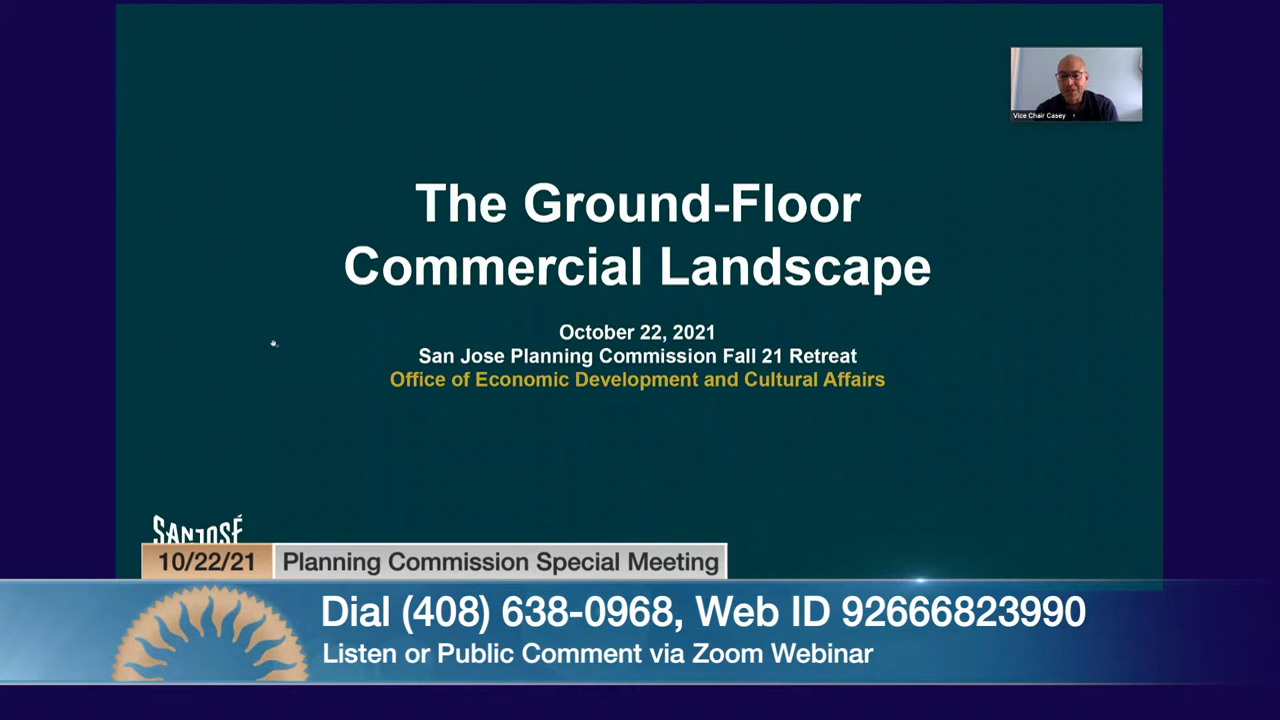 Vice Chair Casey
The Ground-Floor
Commercial Landscape
October 22, 2021
San Jose Planning Commission Fall 21 Retreat
Office of Economic Development and Cultural Affairs
SAN JOSÉ
10/22/21 Planning Commission Special Meeting
Dial (408) 638-0968, Web ID 92666823990
Listen or Public Comment via Zoom Webinar